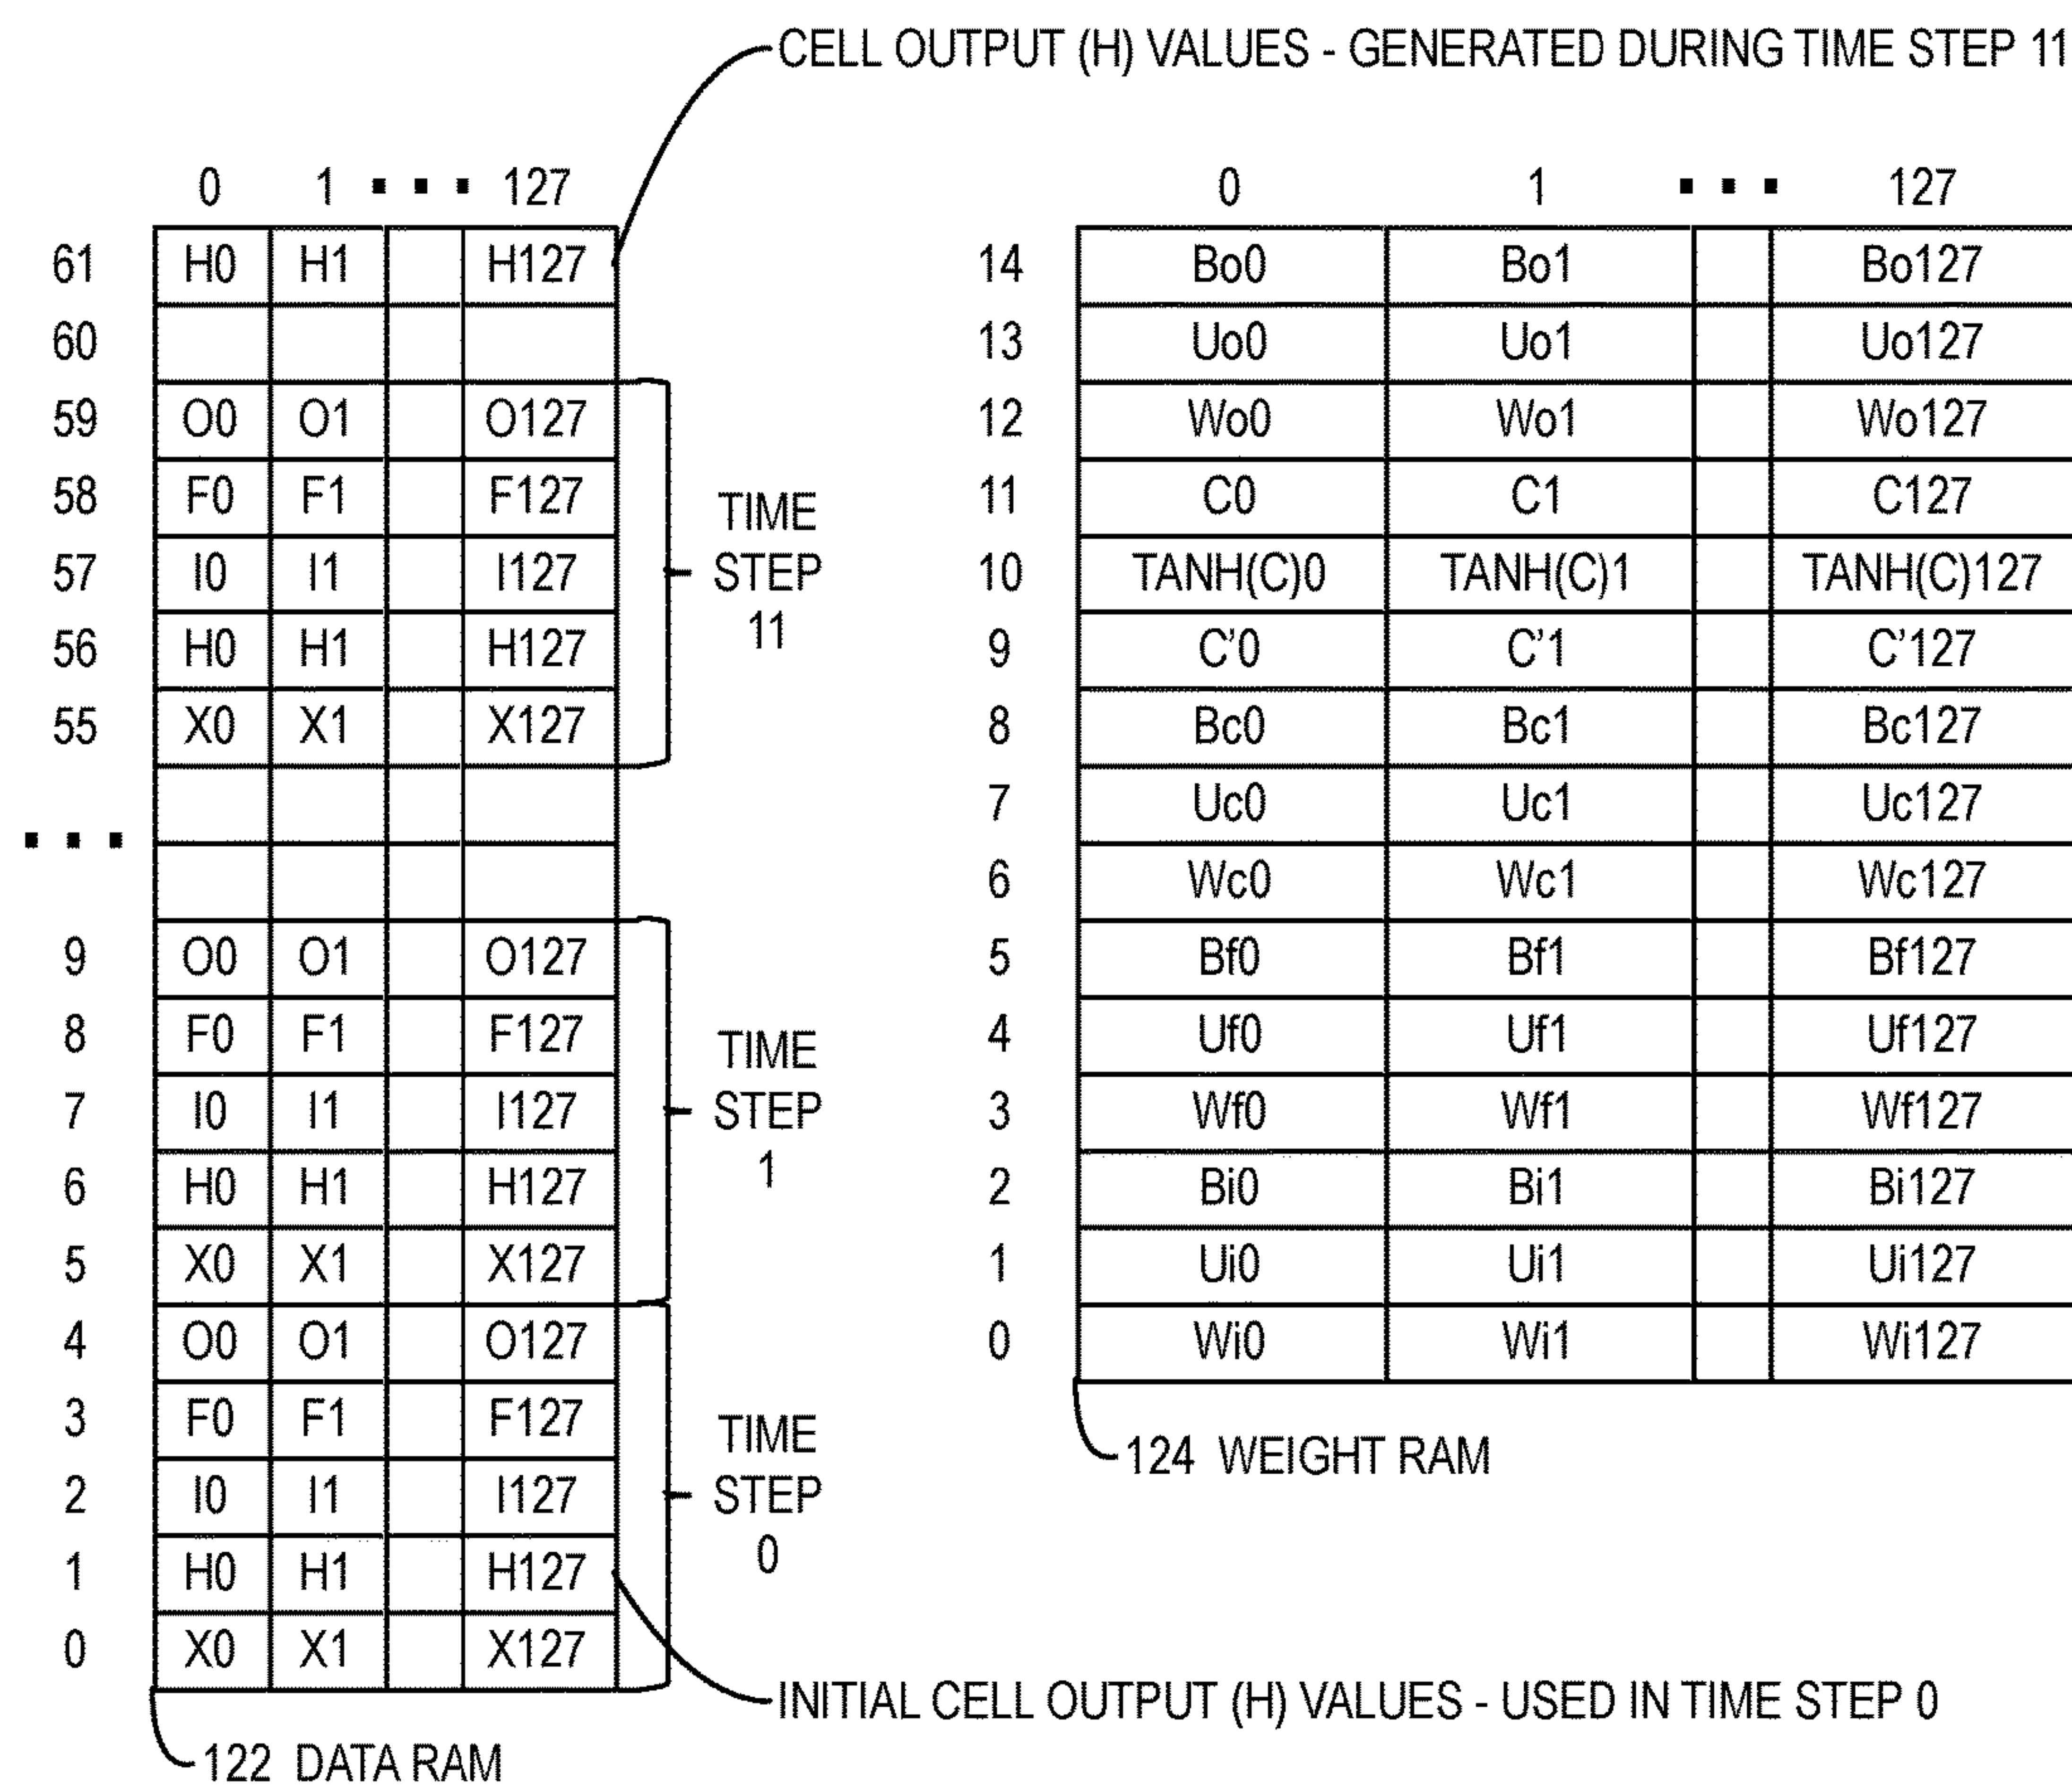 CELL OUTPUT (H) VALUES - GENERATED DURING TIME STEP 11
0 1 ▪ ▪ ▪ 127
61 H0 H1 H127
60
59 O0 O1 O127
58 F0 F1 F127
57 I0 I1 I127
56 H0 H1 H127
55 X0 X1 X127
TIME
STEP
11
▪ ▪ ▪
9 O0 O1 O127
8 F0 F1 F127
7 I0 I1 I127
6 H0 H1 H127
5 X0 X1 X127
TIME
STEP
1
4 O0 O1 O127
3 F0 F1 F127
2 I0 I1 I127
1 H0 H1 H127
0 X0 X1 X127
TIME
STEP
0
INITIAL CELL OUTPUT (H) VALUES - USED IN TIME STEP 0
122 DATA RAM
0 1 ▪ ▪ ▪ 127
14 Bo0 Bo1 Bo127
13 Uo0 Uo1 Uo127
12 Wo0 Wo1 Wo127
11 C0 C1 C127
10 TANH(C)0 TANH(C)1 TANH(C)127
9 C'0 C'1 C'127
8 Bc0 Bc1 Bc127
7 Uc0 Uc1 Uc127
6 Wc0 Wc1 Wc127
5 Bf0 Bf1 Bf127
4 Uf0 Uf1 Uf127
3 Wf0 Wf1 Wf127
2 Bi0 Bi1 Bi127
1 Ui0 Ui1 Ui127
0 Wi0 Wi1 Wi127
124 WEIGHT RAM